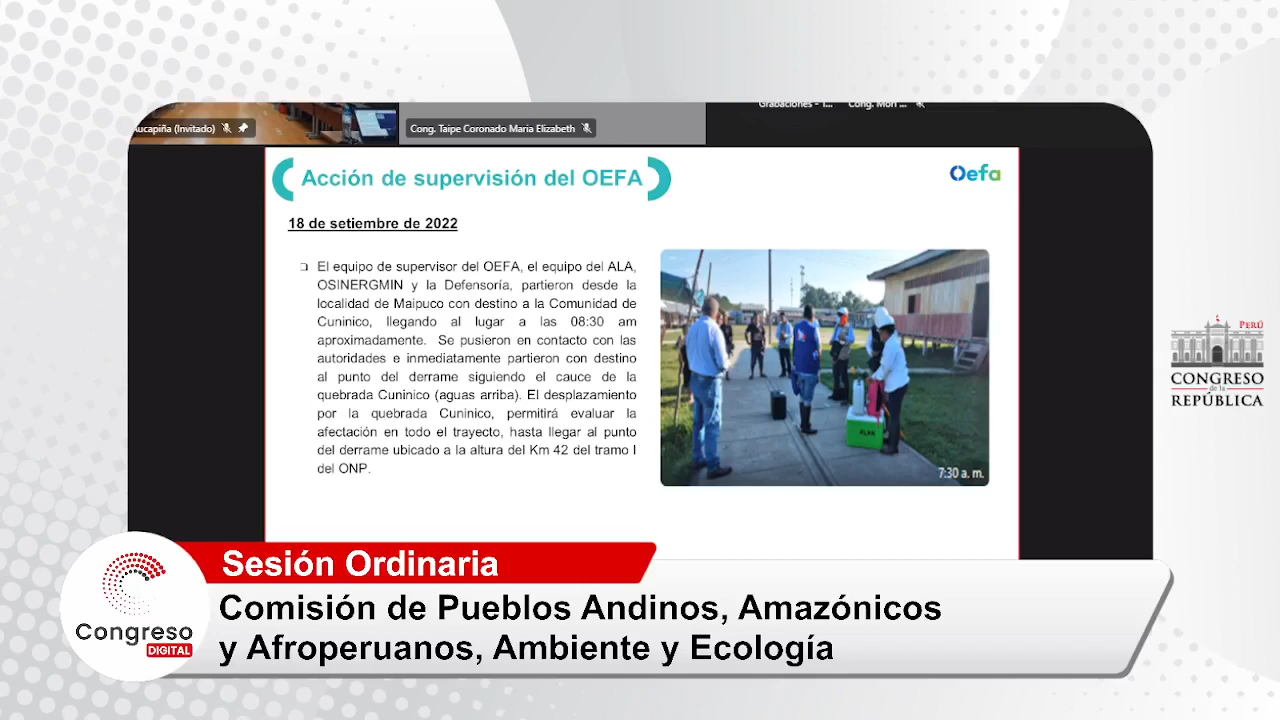 ucapiña (Invitado)
Cong. Taipe Coronado Maria Elizabeth
Grabaciones -
Cong. Mori ...
Acción de supervisión del OEFA
Oefa
18 de setiembre de 2022
El equipo de supervisor del OEFA, el equipo del ALA,
OSINERGMIN y la Defensoría, partieron desde la
localidad de Maipuco con destino a la Comunidad de
Cuninico, llegando al lugar a las 08:30 am
aproximadamente. Se pusieron en contacto con las
autoridades e inmediatamente partieron con destino
al punto del derrame siguiendo el cauce de la
quebrada Cuninico (aguas arriba). El desplazamiento
por la quebrada Cuninico, permitirá evaluar la
afectación en todo el trayecto, hasta llegar al punto
del derrame ubicado a la altura del Km 42 del tramo I
del ONP.
7:30 a. m.
PERÚ
CONGRESO
de la
REPÚBLICA
Sesión Ordinaria
Comisión de Pueblos Andinos, Amazónicos
y Afroperuanos, Ambiente y Ecología
Congreso
DIGITAL